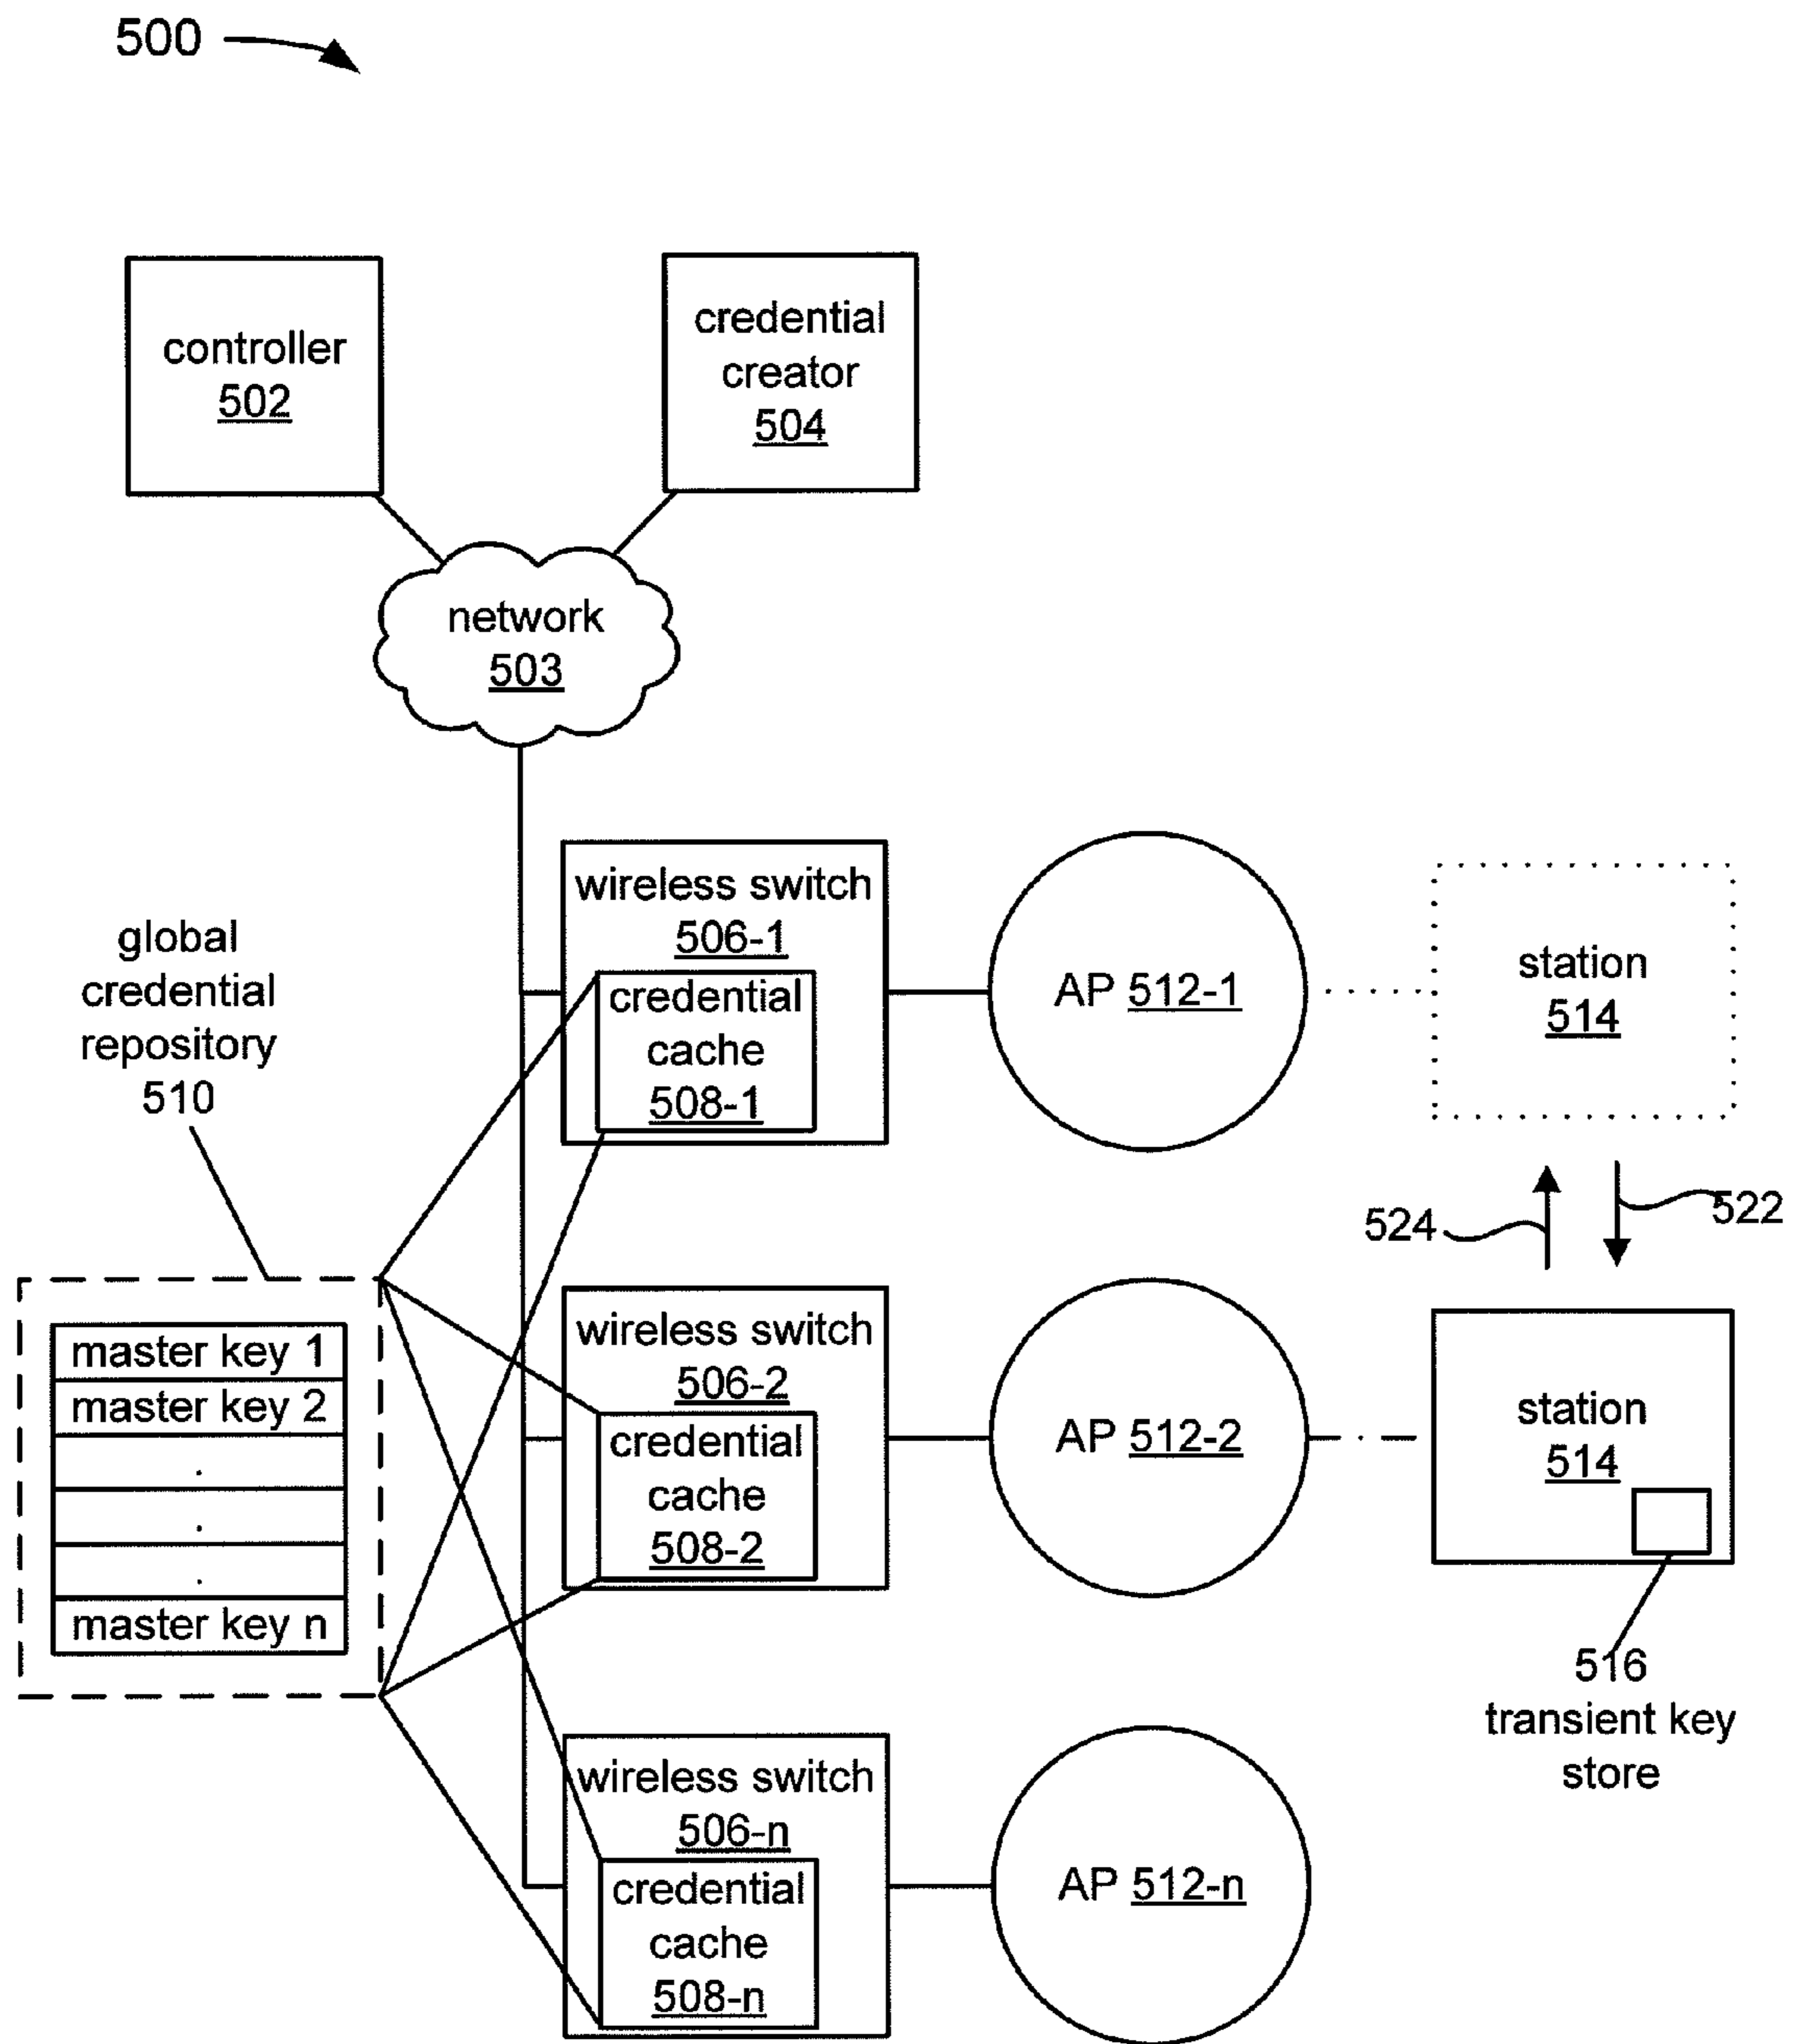 500
controller
502
credential
creator
504
network
503
wireless switch
506-1
credential
cache
508-1
AP 512-1
station
514
global
credential
repository
510
524
522
master key 1
master key 2
.
.
.
master key n
wireless switch
506-2
credential
cache
508-2
AP 512-2
station
514
516
transient key
store
wireless switch
506-n
credential
cache
508-n
AP 512-n